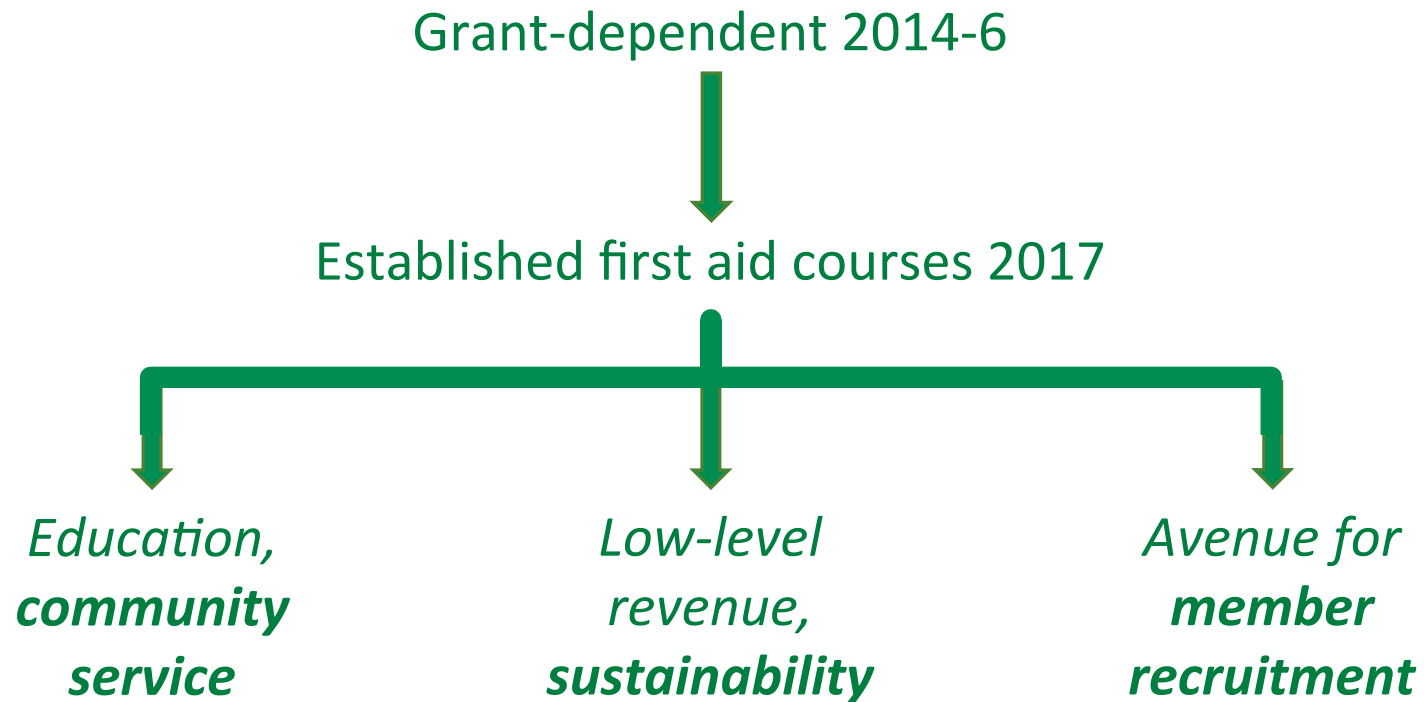 Grant-dependent 2014-6
Established first aid courses 2017
Education,
community
service
Low-level
revenue,
sustainability
Avenue for
member
recruitment